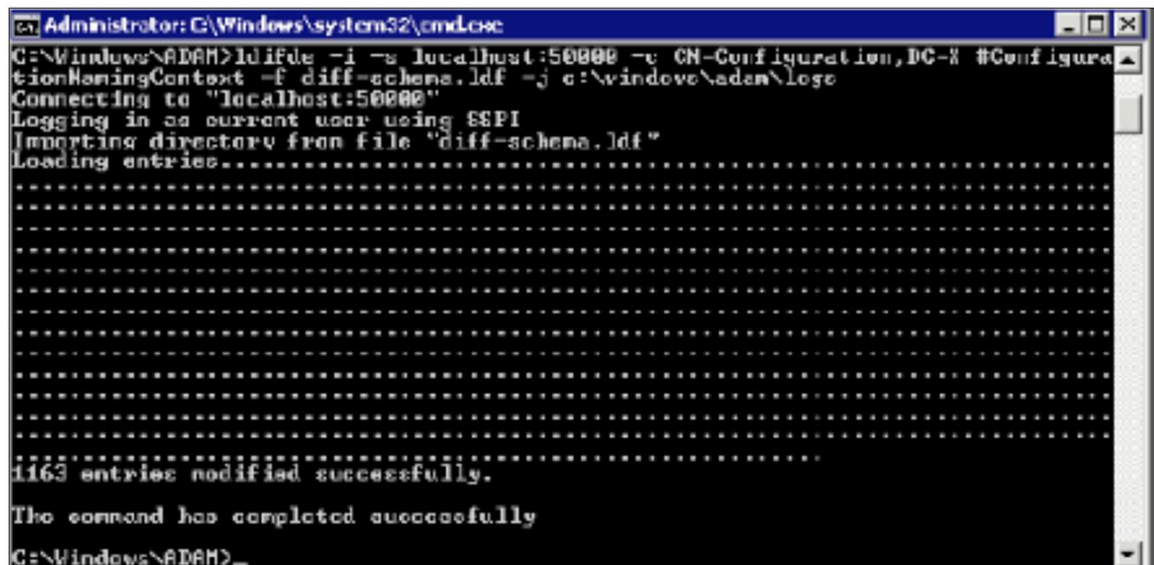 Administrator: C:\Windows\system32\cmd.exe
C:\Windows\ADAM>ldifde -i -s localhost:50000 -c CN=Configuration,DC=X #Configura
tionNamingContext -f diff-schema.ldf -j c:\windows\adam\logs
Connecting to "localhost:50000"
Logging in as current user using SSPI
Importing directory from file "diff-schema.ldf"
Loading entries..................................................................
................................................................................
................................................................................
................................................................................
................................................................................
................................................................................
................................................................................
................................................................................
................................................................................
................................................................................
................................................................................
................................................................................
................................................................................
................................................................................
...........................................................
1163 entries modified successfully.
The command has completed successfully
C:\Windows\ADAM>_